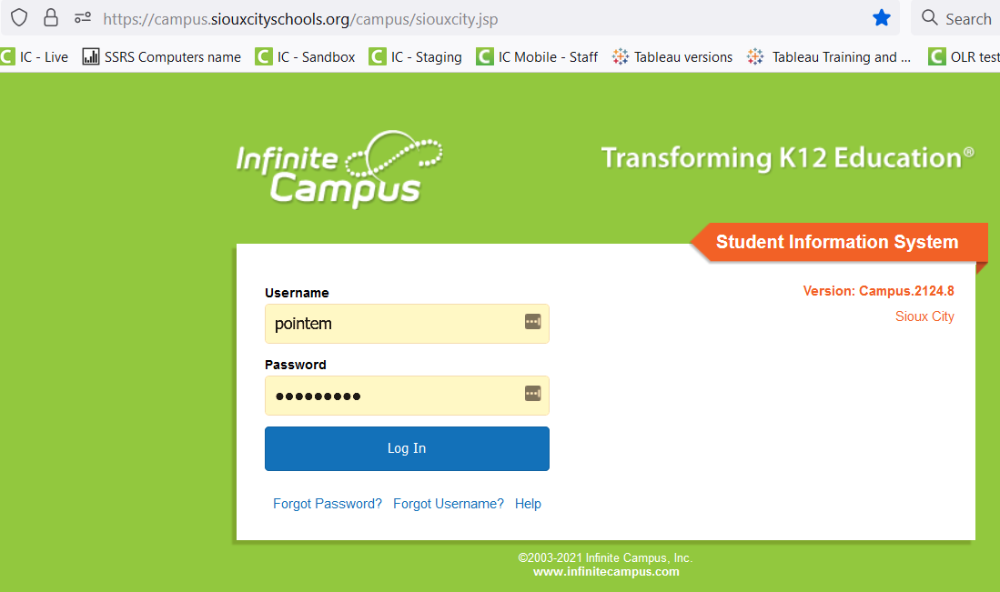 https://campus.siouxcityschools.org/campus/siouxcity.jsp
Search
IC - Live
SSRS Computers name
IC - Sandbox
IC - Staging
IC Mobile - Staff
Tableau versions
Tableau Training and ...
OLR test
Infinite
Campus
Transforming K12 Education®
Student Information System
Username
Version: Campus.2124.8
pointem
Sioux City
Password
•••••••••
Log In
Forgot Password? Forgot Username? Help
©2003-2021 Infinite Campus, Inc.
www.infinitecampus.com